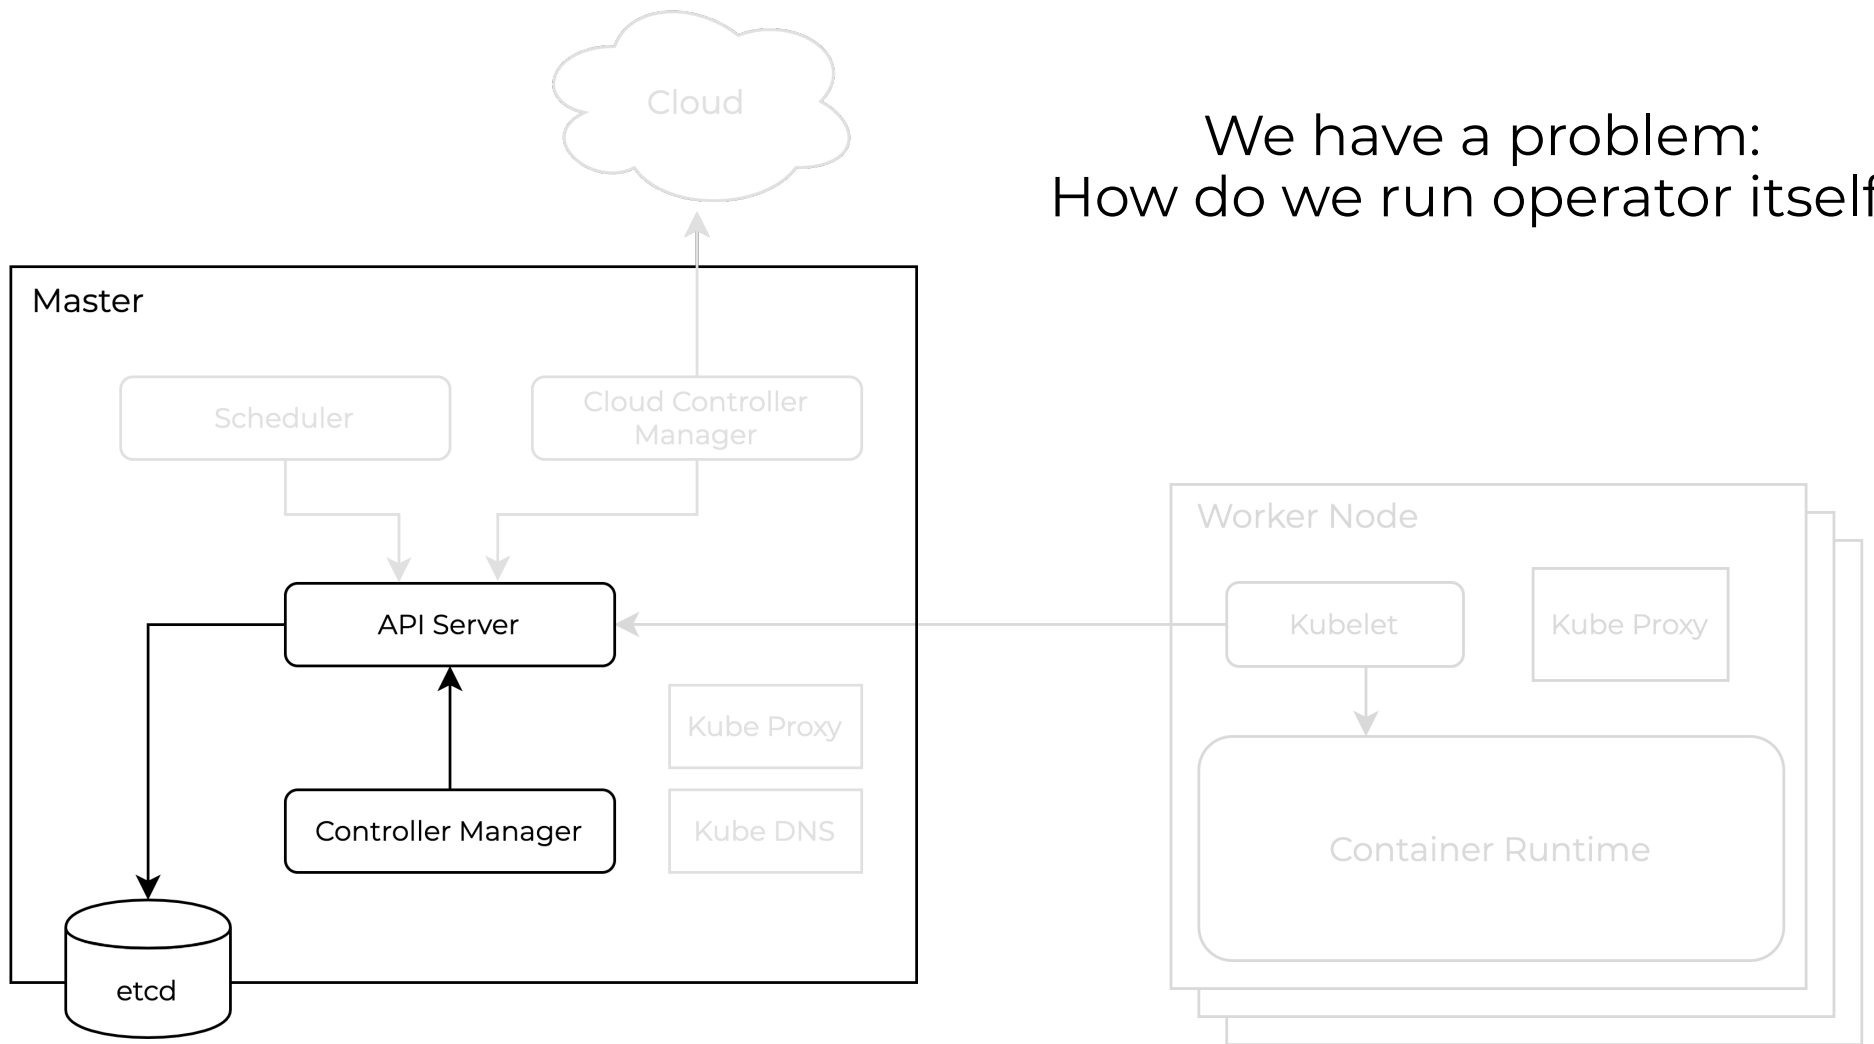 Cloud
We have a problem:
How do we run operator itself
Master
Scheduler
Cloud Controller
Manager
Worker Node
API Server
Kubelet
Kube Proxy
Kube Proxy
Controller Manager
Kube DNS
Container Runtime
etcd